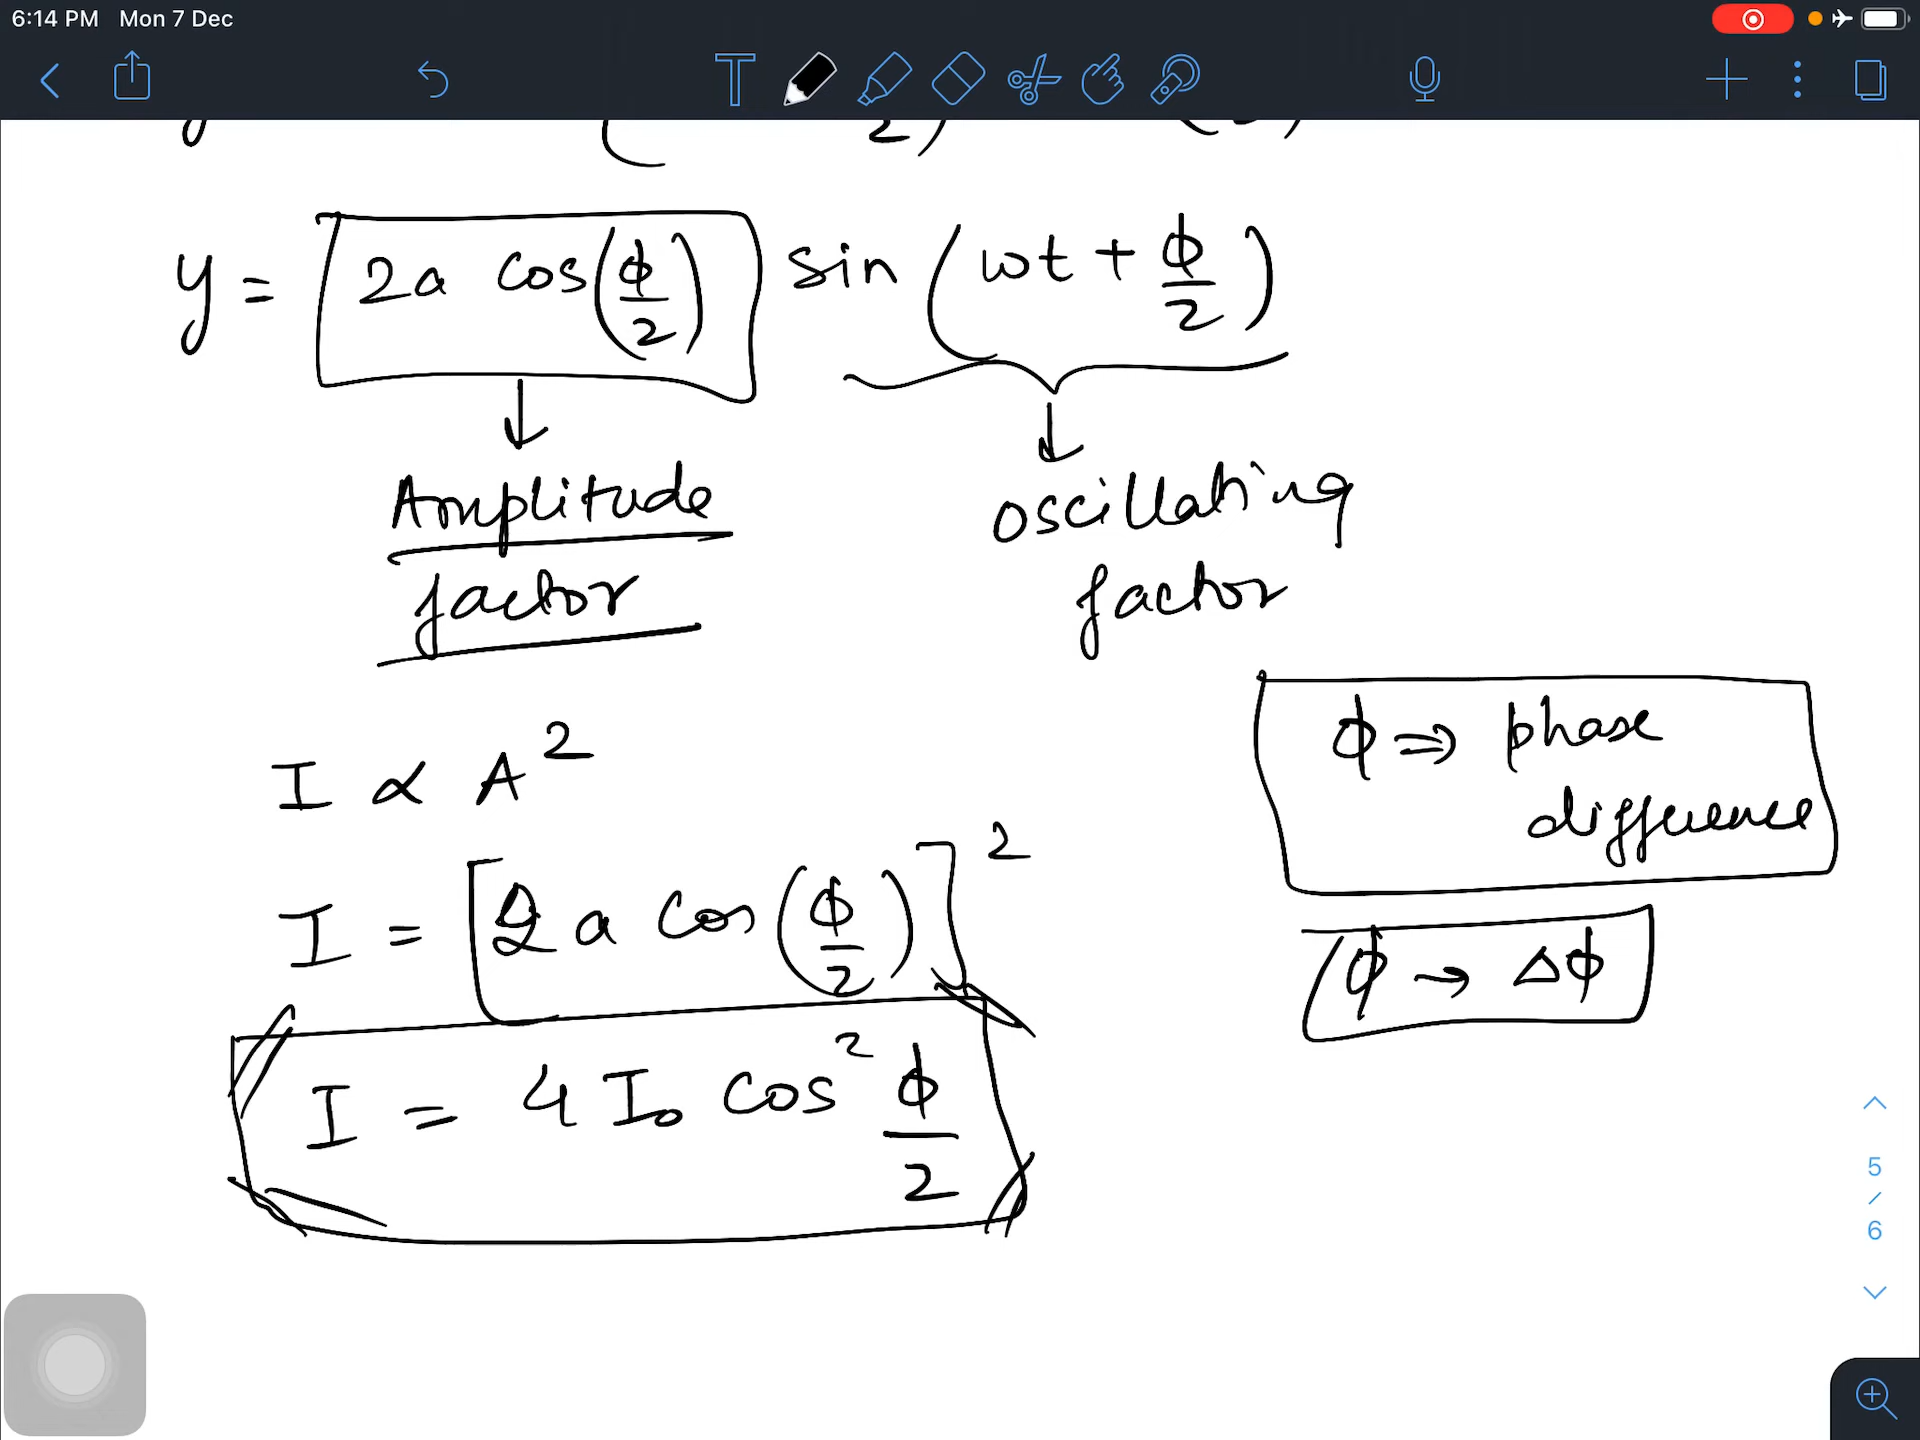 6:14 PM Mon 7 Dec
y = 2a cos(ϕ/2) sin(ωt + ϕ/2)
Amplitude factor
oscillating factor
I ∝ A²
ϕ ⇒ phase difference
I = [2a cos(ϕ/2)]²
ϕ → Δϕ
I = 4I₀ cos² ϕ/2
5
/
6